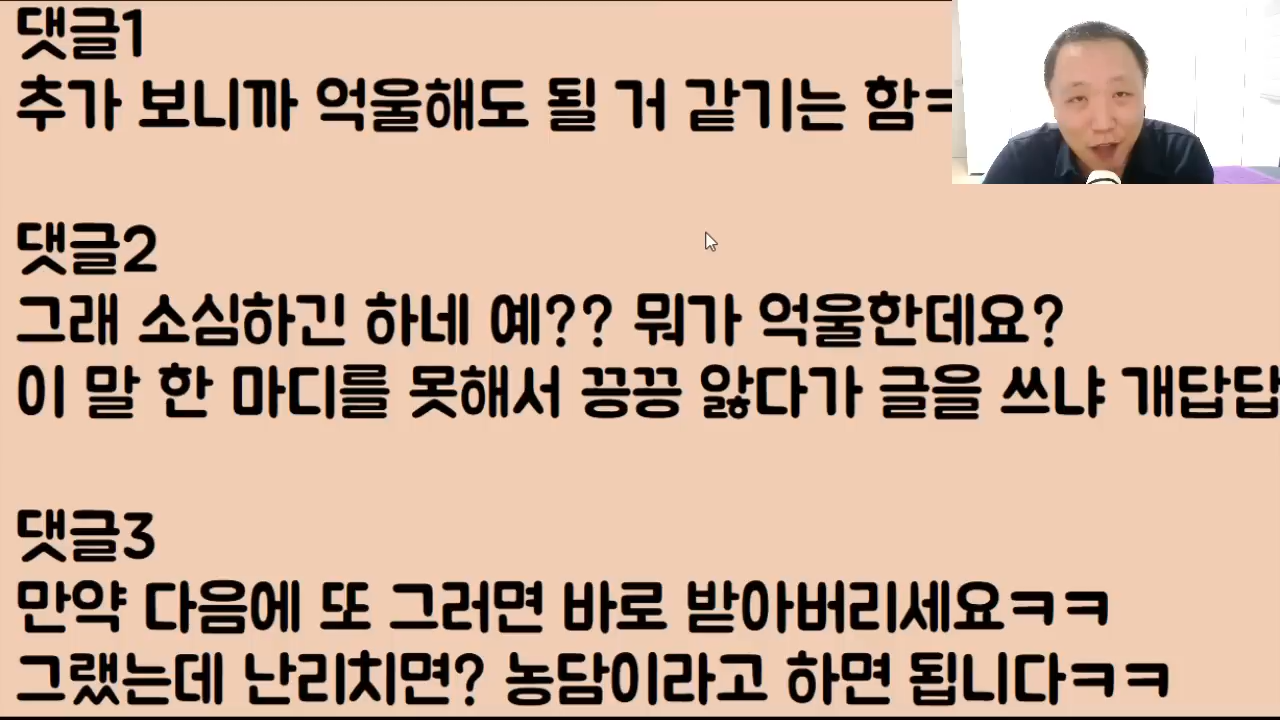 댓글1
추가 보니까 억울해도 될 거 같기는 함ㅋ
댓글2
그래 소심하긴 하네 예?? 뭐가 억울한데요?
이 말 한 마디를 못해서 끙끙 앓다가 글을 쓰냐 개답답
댓글3
만약 다음에 또 그러면 바로 받아버리세요ㅋㅋ
그랬는데 난리치면? 농담이라고 하면 됩니다ㅋㅋ